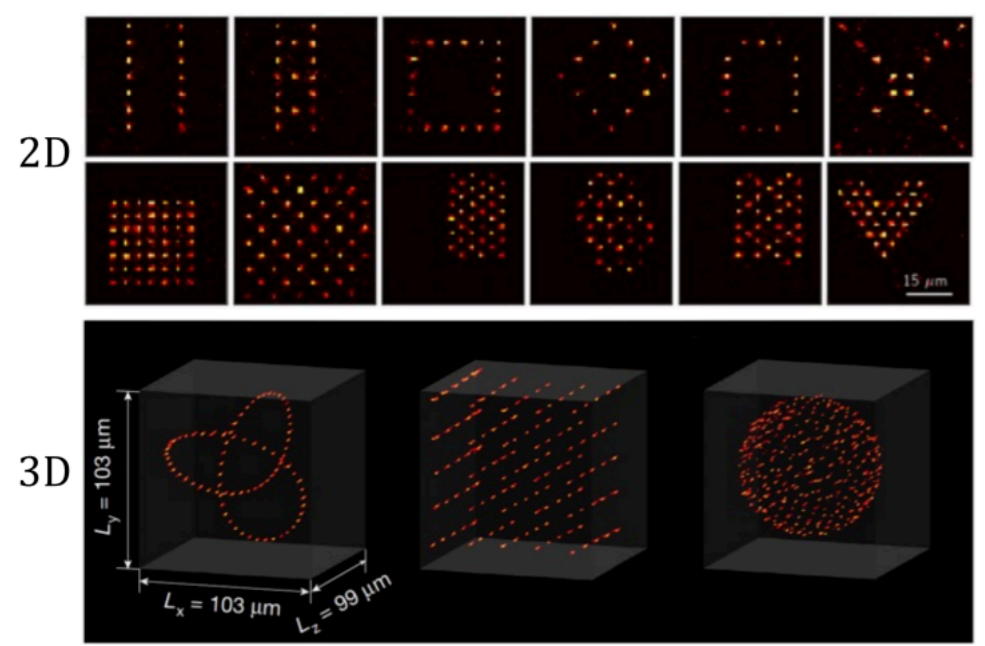 2D
15 μm
3D
L_y = 103 μm
L_x = 103 μm
L_z = 99 μm